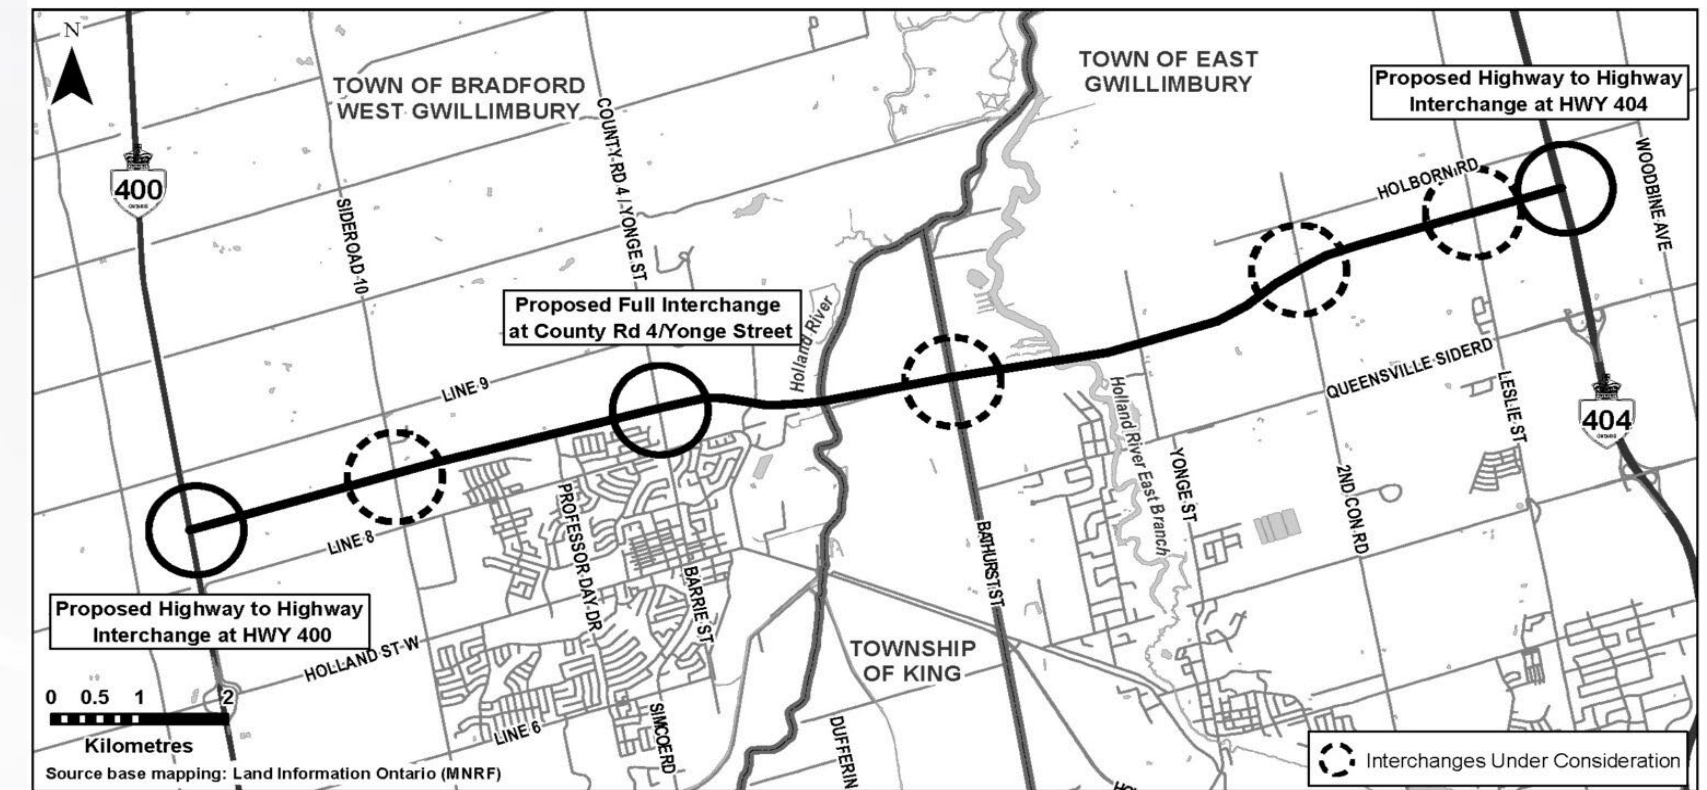 N
TOWN OF BRADFORD
WEST GWILLIMBURY
TOWN OF EAST
GWILLIMBURY
Proposed Highway to Highway
Interchange at HWY 404
400
ONTARIO
SIDEROAD 10
COUNTY RD 4 / YONGE ST
HOLBORN RD
WOODBINE AVE
Proposed Full Interchange
at County Rd 4/Yonge Street
Holland River
LINE 9
QUEENSVILLE SIDERD
LESLIE ST
404
ONTARIO
Holland River East Branch
YONGE ST
2ND CON RD
LINE 8
PROFESSOR DAY DR
BARRIE ST
BATHURST ST
Proposed Highway to Highway
Interchange at HWY 400
HOLLAND ST W
TOWNSHIP
OF KING
0 0.5 1 2
Kilometres
LINE 6
SIMCOE RD
DUFFERIN
Source base mapping: Land Information Ontario (MNRF)
Interchanges Under Consideration